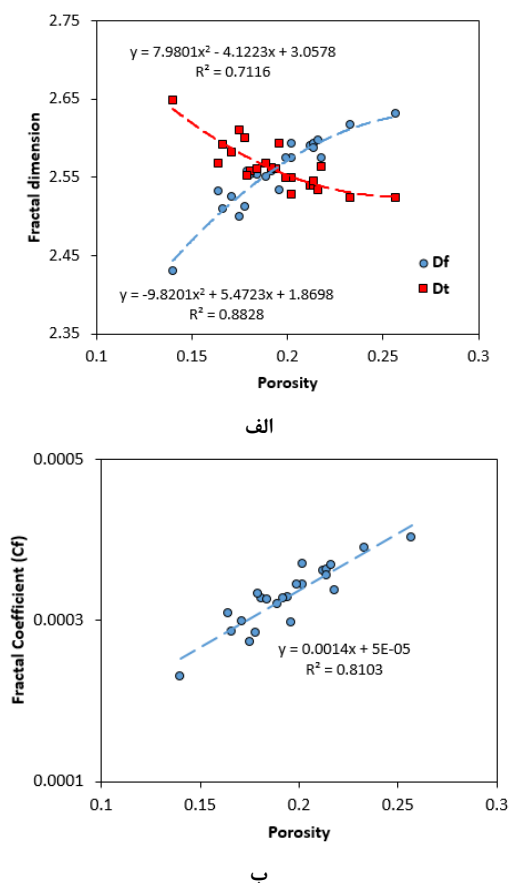 2.75
y = 7.9801x² - 4.1223x + 3.0578
R² = 0.7116
2.65
Fractal dimension
2.55
2.45
Df
Dt
y = -9.8201x² + 5.4723x + 1.8698
R² = 0.8828
2.35
0.1 0.15 0.2 0.25 0.3
Porosity
الف
0.0005
Fractal Coefficient (Cf)
0.0003
y = 0.0014x + 5E-05
R² = 0.8103
0.0001
0.1 0.15 0.2 0.25 0.3
Porosity
ب